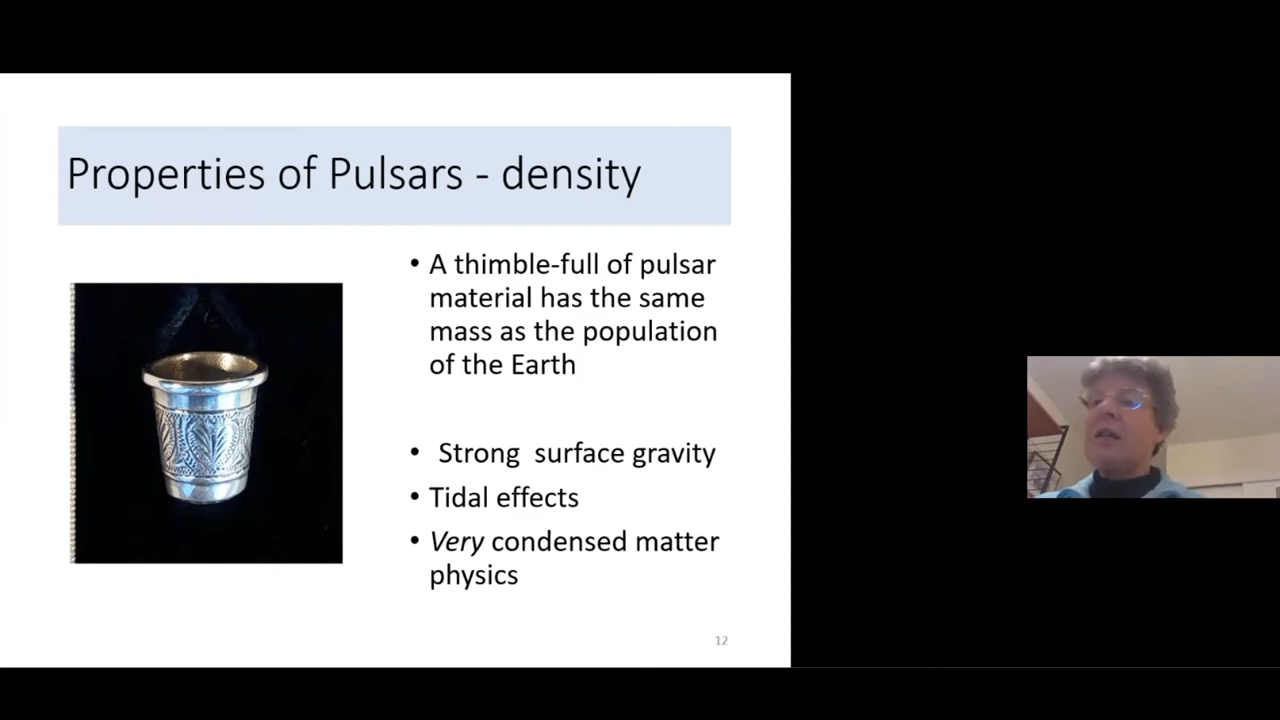 Properties of Pulsars - density
• A thimble-full of pulsar
material has the same
mass as the population
of the Earth
• Strong surface gravity
• Tidal effects
• Very condensed matter
physics
12